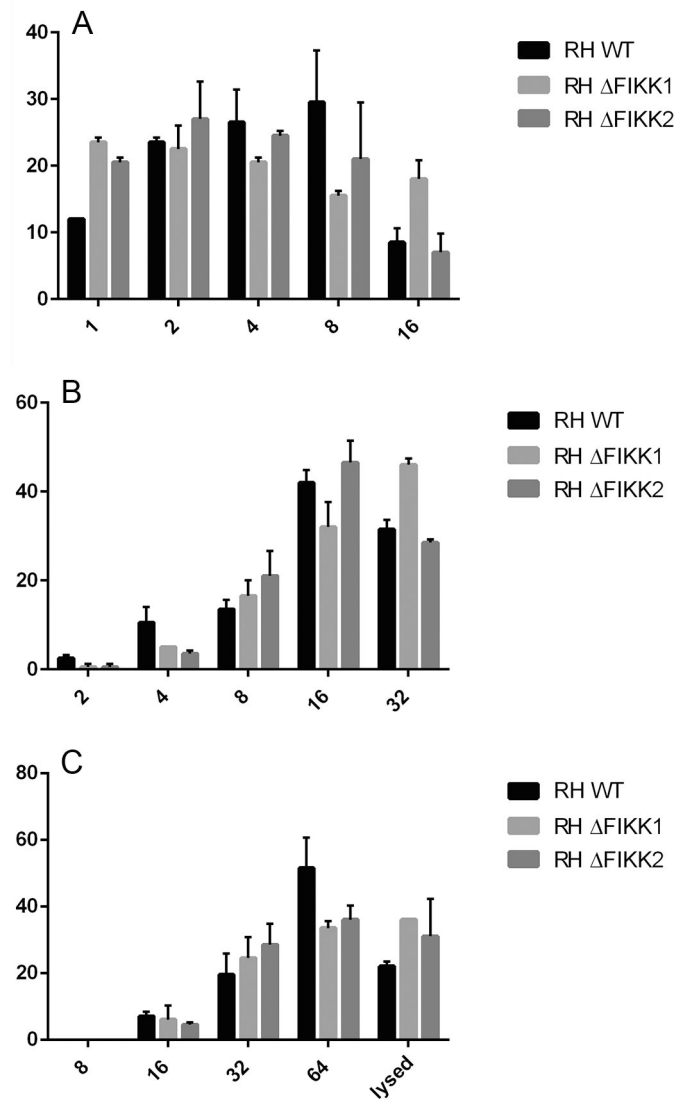 A
40
30
20
10
0
1 2 4 8 16
RH WT
RH ΔFIKK1
RH ΔFIKK2
B
60
40
20
0
2 4 8 16 32
RH WT
RH ΔFIKK1
RH ΔFIKK2
C
80
60
40
20
0
8 16 32 64 lysed
RH WT
RH ΔFIKK1
RH ΔFIKK2